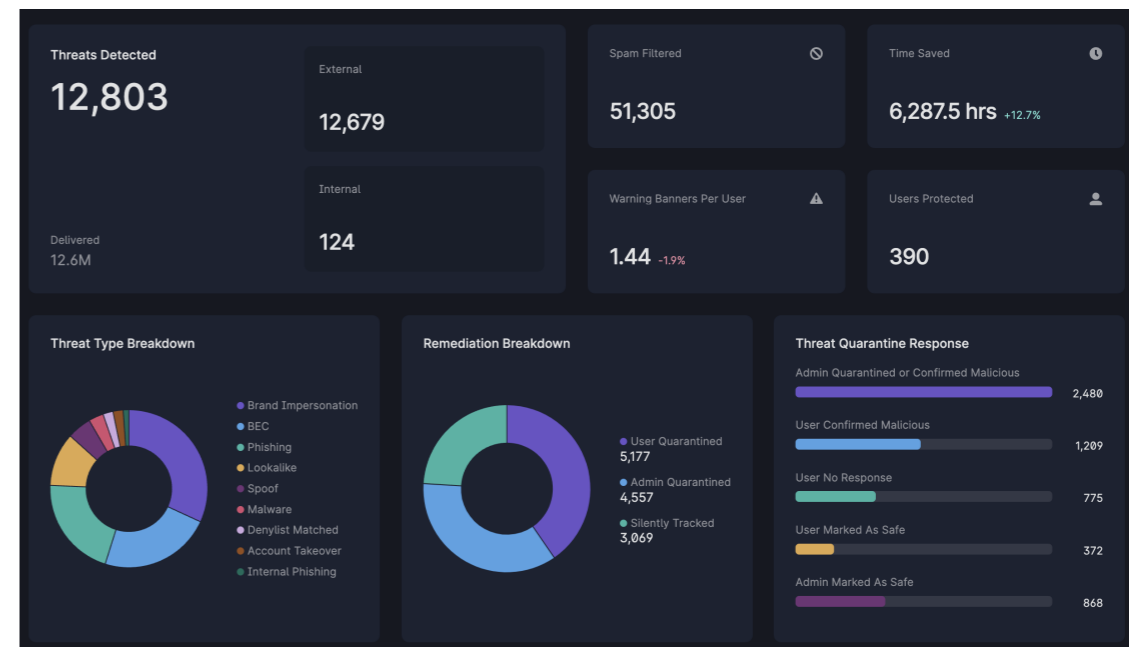 Threats Detected
12,803
External
12,679
Internal
124
Delivered
12.6M
Spam Filtered
51,305
Time Saved
6,287.5 hrs +12.7%
Warning Banners Per User
1.44 -1.9%
Users Protected
390
Threat Type Breakdown
Brand Impersonation
BEC
Phishing
Lookalike
Spoof
Malware
Denylist Matched
Account Takeover
Internal Phishing
Remediation Breakdown
User Quarantined
5,177
Admin Quarantined
4,557
Silently Tracked
3,069
Threat Quarantine Response
Admin Quarantined or Confirmed Malicious
2,480
User Confirmed Malicious
1,209
User No Response
775
User Marked As Safe
372
Admin Marked As Safe
868